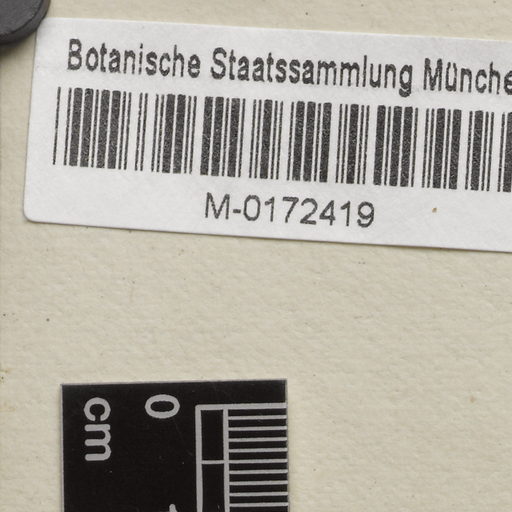 Botanische Staatssammlung Münche
M-0172419
0
cm